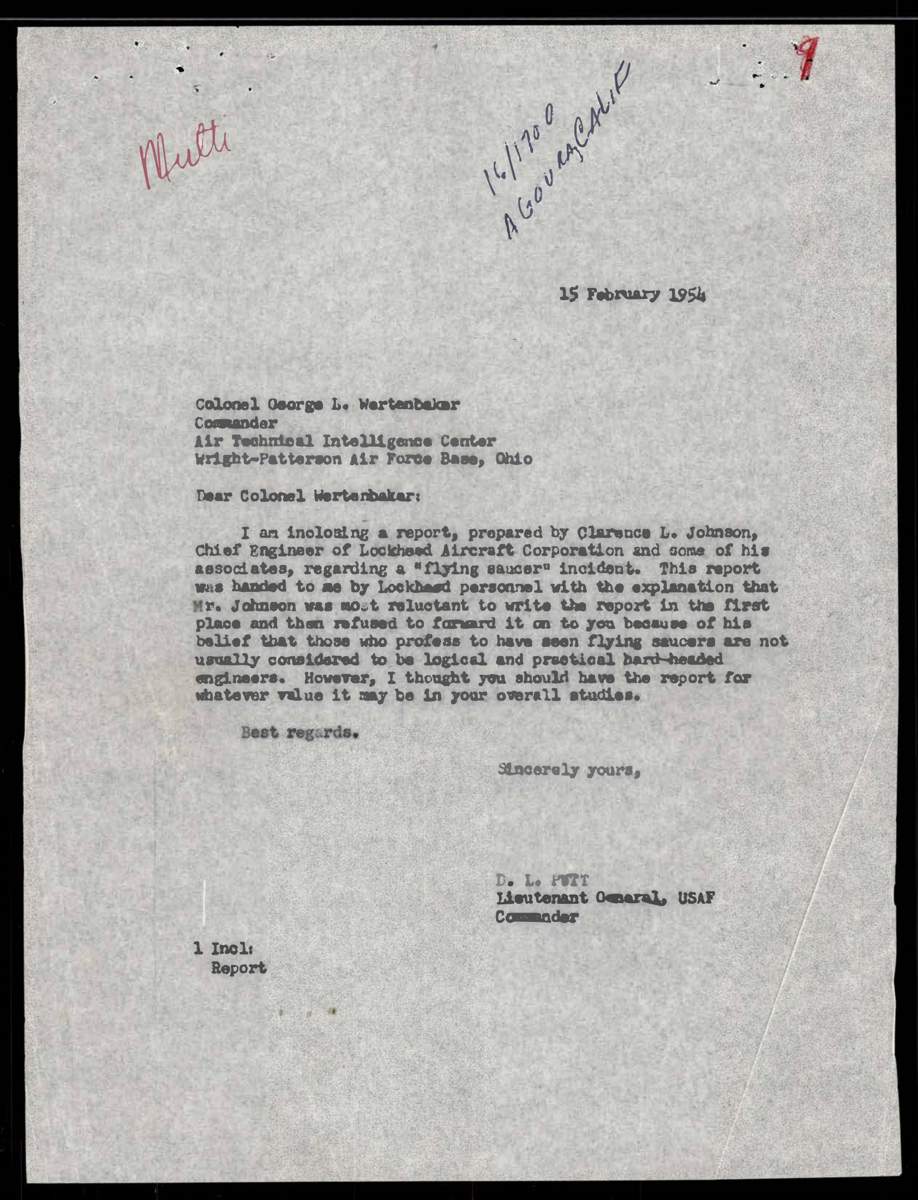 9
Multi
16/1700
AGOURA, CALIF
15 February 1954
Colonel George L. Wertenbaker
Commander
Air Technical Intelligence Center
Wright-Patterson Air Force Base, Ohio
Dear Colonel Wertenbaker:
I am inclosing a report, prepared by Clarence L. Johnson,
Chief Engineer of Lockheed Aircraft Corporation and some of his
associates, regarding a "flying saucer" incident. This report
was handed to me by Lockheed personnel with the explanation that
Mr. Johnson was most reluctant to write the report in the first
place and then refused to forward it on to you because of his
belief that those who profess to have seen flying saucers are not
usually considered to be logical and practical hard-headed
engineers. However, I thought you should have the report for
whatever value it may be in your overall studies.
Best regards.
Sincerely yours,
D. L. PUTT
Lieutenant General, USAF
Commander
1 Incl:
Report